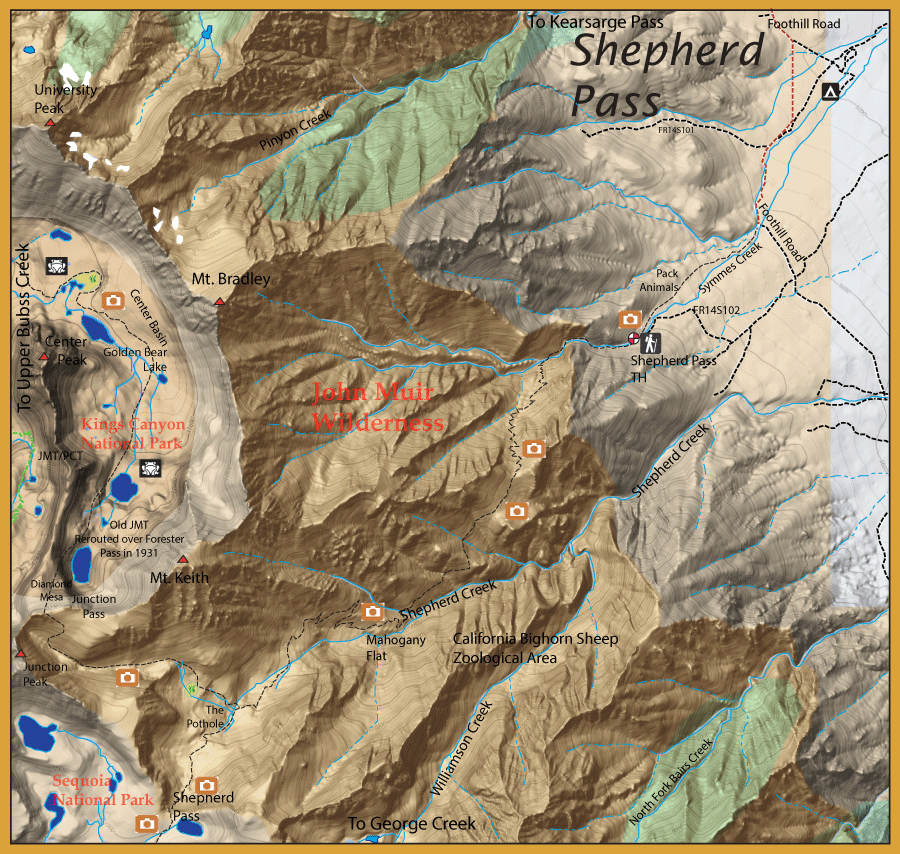 To Kearsarge Pass
Foothill Road
Shepherd
Pass
University
Peak
Pinyon Creek
FR14S101
Foothill Road
To Upper Bubss Creek
Mt. Bradley
Pack
Animals
Symmes Creek
Center Basin
FR14S102
Center
Peak
Golden Bear
Lake
Shepherd Pass
TH
John Muir
Wilderness
Kings Canyon
National Park
JMT/PCT
Shepherd Creek
Old JMT
Rerouted over Forester
Pass in 1931
Mt. Keith
Diamond
Mesa
Junction
Pass
Shepherd Creek
Mahogany
Flat
California Bighorn Sheep
Zoological Area
Junction
Peak
The
Pothole
Williamson Creek
North Fork Bairs Creek
Sequoia
National Park
Shepherd
Pass
To George Creek